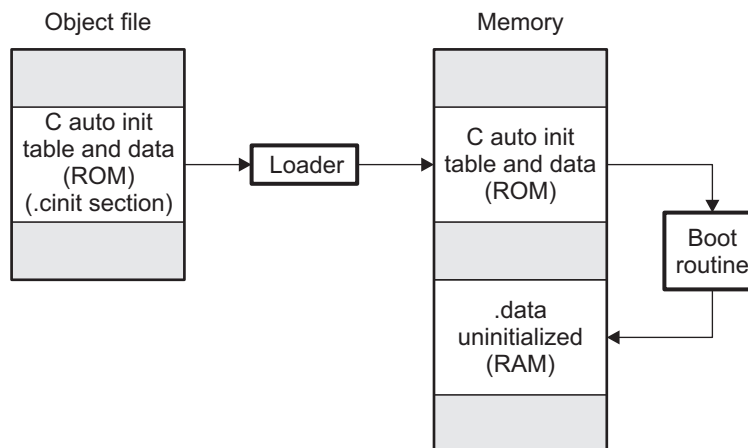 Object file
C auto init
table and data
(ROM)
(.cinit section)
Loader
Memory
C auto init
table and data
(ROM)
Boot
routine
.data
uninitialized
(RAM)